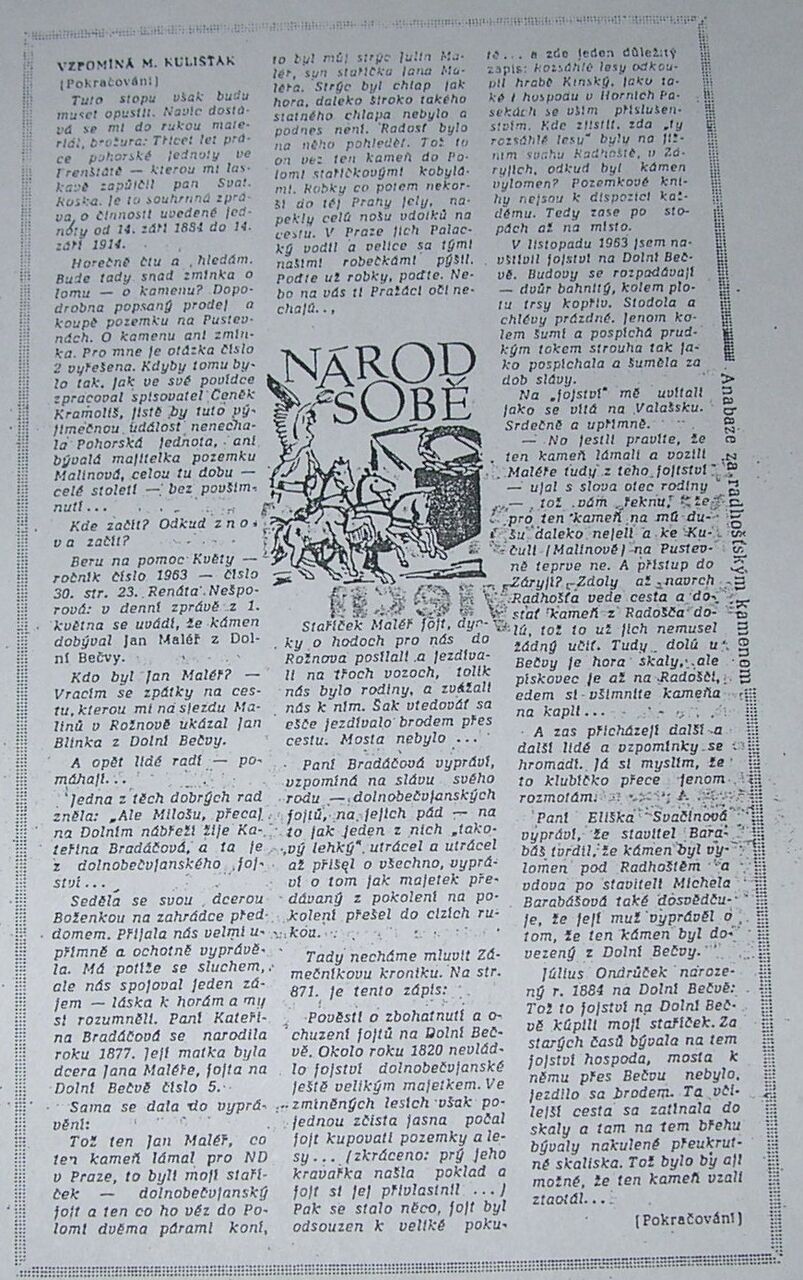 VZPOMÍNÁ M. KULIŠŤÁK
(Pokračování)
Tuto stopu však budu
muset opustit. Navíc dostá-
vá se mi do rukou mate-
riál, brožura: Třicet let prá-
ce pohorské jednoty ve
Frenštátě — kterou mi las-
kavě zapůjčil pan Svat.
Roska. Je to souhrnná zprá-
va, o činnosti uvedené jed-
noty od 14. září 1884 do 14.
září 1914.
Horečně čtu a hledám.
Bude tady snad zmínka o
lomu — o kamenu? Dopo-
drobna popsaný prodej a
koupě pozemku na Pustev-
nách. O kamenu ani zmín-
ka. Pro mne je otázka číslo
2 vyřešena. Kdyby tomu by-
lo tak, jak ve své povídce
zpracoval spisovatel Čeněk
Kramoliš, jistě by tuto vý-
jimečnou událost nenecha-
la Pohorská jednota, ani
bývalá majitelka pozemku
Malinová, celou tu dobu —
celé století — bez povšim-
nutí...
Kde začít? Odkud zno-
va začít?
Beru na pomoc Květy —
ročník číslo 1963 — číslo
30. str. 23. Renáta Nešpo-
rová: v denní zprávě z 1.
května se uvádí, že kámen
dobýval Jan Maléř z Dol-
ní Bečvy.
Kdo byl Jan Maléř? —
Vracím se zpátky na ces-
tu, kterou mi na sjezdu Ma-
linů v Rožnově ukázal Jan
Blinka z Dolní Bečvy.
A opět lidé radí — po-
máhají...
Jedna z těch dobrých rad
zněla: „Ale Milošu, přecaj
na Dolním nábřeží žije Ka-
teřina Bradáčová, a ta je
z dolnobečvjanského foj-
ství...
Seděla se svou dcerou
Boženkou na zahrádce před
domem. Přijala nás velmi u-
přímně a ochotně vyprávě-
la. Má potíže se sluchem,
ale nás spojoval jeden zá-
jem — láska k horám a my
si rozumněli. Paní Kateři-
na Bradáčová se narodila
roku 1877. Její matka byla
dcera Jana Maléře, fojta na
Dolní Bečvě číslo 5.
Sama se dala do vyprá-
vění:
Tož ten Jan Maléř, co
ten kameň lámal pro ND
v Praze, to byli moji staří-
ček — dolnobečvjanský
fojt a ten co ho véz do Po-
lomi dvěma párami koní,
to byl můj strýc Julin Ma-
lér, syn staříčka Jana Ma-
léra. Strýc byl chlap jak
hora, daleko široko takého
statného chlapa nebylo a
podnes není. Radosť bylo
na něho pohleděť. Tož to
on vez ten kameň do Po-
lomi staříčkovými kobylá-
mi. Robky co potem nekor-
ší do téj Prahy jely, na-
pekly celú nošu vdolků na
cestu. V Praze jich Palac-
ký vodil a velice sa týmí
našimi robečkámi pýšil.
Poďte už robky, poďte. Ne-
bo na vás ti Pražáci oči ne-
chajú..,
NÁROD
SOBĚ
Staříček Maléř fojt, dyc-
ky o hodoch pro nás do
Rožnova posílali a jezdíva-
li na třoch vozoch, tolik
nás bylo rodiny, a zváželi
nás k ním. Šak vtedovať sa
ešče jezdívalo brodem přes
cestu. Mosta nebylo ...
Paní Bradáčová vypráví,
vzpomíná na slávu svého
rodu — dolnobečvjanských
fojtů, na jejich pád — na
to jak jeden z nich „tako-
vý lehký“ utrácel a utrácel
až přišel o všechno, vyprá-
ví o tom jak majetek pře-
dávaný z pokolení na po-
kolení přešel do cizích ru-
kou.
Tady necháme mluvit Zá-
mečníkovu kroniku. Na str.
871. je tento zápis:
Pověsti o zbohatnutí a o-
chuzení fojtů na Dolní Beč-
vě. Okolo roku 1820 nevlád-
lo fojství dolnobečvjanské
ještě velikým majetkem. Ve
zmíněných lesích však po-
jednou zčista jasna počal
fojt kupovati pozemky a le-
sy... (zkráceno: prý jeho
kravařka našla poklad a
fojt si jej přivlastnil ...)
Pak se stalo něco, fojt byl
odsouzen k veliké poku-
tě... a zde jeden důležitý
zápis: Rozsáhlé lesy odkou-
pil hrabě Kinský, jako ta-
ké i hospodu v Horních Pa-
sekách se vším příslušen-
stvím. Kde zjistit, zda „ty
rozsáhlé lesy“ byly na již-
ním svahu Radhoště, v Zá-
ryjích, odkud byl kámen
vylomen? Pozemkové kni-
hy nejsou k dispozici kaž-
dému. Tedy zase po sto-
pách až na místo.
V listopadu 1963 jsem na-
vštívil fojství na Dolní Beč-
vě. Budovy se rozpadávají
— dvůr bahnitý, kolem plo-
tu trsy kopřiv. Stodola a
chlévy prázdné. Jenom ko-
lem šumí a pospíchá prud-
kým tokem strouha tak ja-
ko pospíchala a šuměla za
dob slávy.
Na „fojství“ mě uvítali
jako se vítá na Valašsku.
Srdečně a upřímně.
— No jestli pravíte, že
ten kameň lámali a vozili
Maléře tudy z teho fojství
— ujal s slova otec rodiny
—, tož vám řeknu, že
pro ten kameň na mú du-
šu daleko nejeli a ke Ku-
čuli (Malinově) na Pustev-
ně teprve ne. A přístup do
Záryjí? Zdoly až navrch
Radhošťa vede cesta a do-
stať kameň z Radošča do-
lů, tož to už jich nemusel
žádný učiť. Tudy dolů u
Bečvy je hora skaly, ale
pískovec je až na Radošči,
edem si všimnite kameňa
na kapli...
A zas přicházejí další a
další lidé a vzpomínky se
hromadí. Já si myslím, že
to klubíčko přece jenom
rozmotám.
Paní Eliška Svačinová
vypráví, že stavitel Bara-
báš tvrdil, že kámen byl vy-
lomen pod Radhoštěm a
vdova po staviteli Michela
Barabášová také dosvědču-
je, že její muž vyprávěl o
tom, že ten kámen byl do-
vezený z Dolní Bečvy.
Július Ondrůček naroze-
ný r. 1884 na Dolní Bečvě:
Tož to fojství na Dolní Beč-
vě kúpili moji staříček. Za
starých časů bývala na tem
fojství hospoda, mosta k
němu přes Bečvu nebylo,
jezdilo sa brodem. Ta včí-
lejší cesta sa zatínala do
skaly a tam na tem břehu
bývaly nakulené překrut-
né skaliska. Tož bylo by aji
možné, že ten kameň vzali
ztaotál...
(Pokračování)
Anabáze za radhošťským kamenom